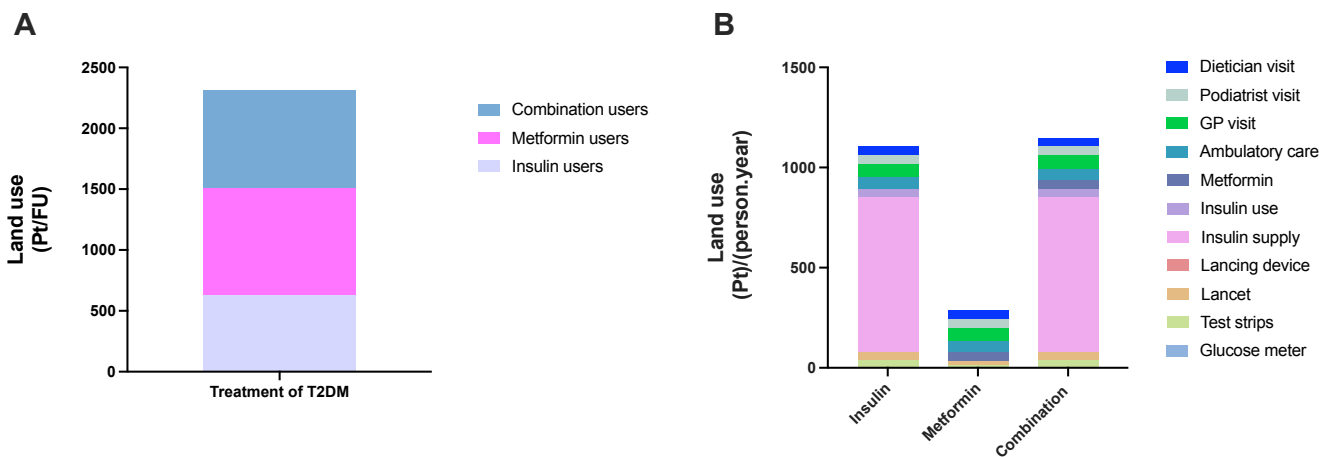 A
Land use
(Pt/FU)
2500
2000
1500
1000
500
0
Treatment of T2DM
Combination users
Metformin users
Insulin users
B
Land use
(Pt)/(person.year)
1500
1000
500
0
Insulin
Metformin
Combination
Dietician visit
Podiatrist visit
GP visit
Ambulatory care
Metformin
Insulin use
Insulin supply
Lancing device
Lancet
Test strips
Glucose meter